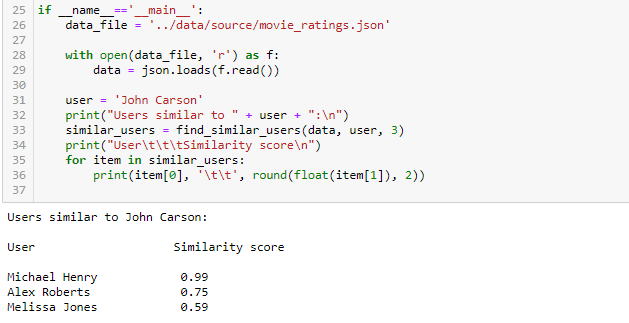 25 if __name__=='__main__':
26     data_file = '../data/source/movie_ratings.json'
27
28     with open(data_file, 'r') as f:
29         data = json.loads(f.read())
30
31     user = 'John Carson'
32     print("Users similar to " + user + ":\n")
33     similar_users = find_similar_users(data, user, 3)
34     print("User\t\t\tSimilarity score\n")
35     for item in similar_users:
36         print(item[0], '\t\t', round(float(item[1]), 2))
37
Users similar to John Carson:
User                    Similarity score
Michael Henry            0.99
Alex Roberts             0.75
Melissa Jones            0.59